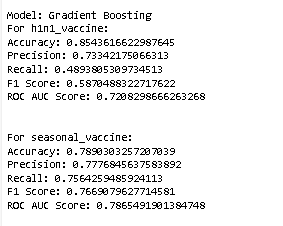 Model: Gradient Boosting
For h1n1_vaccine:
Accuracy: 0.8543616622987645
Precision: 0.73342175066313
Recall: 0.4893805309734513
F1 Score: 0.5870488322717622
ROC AUC Score: 0.7208298666263268
For seasonal_vaccine:
Accuracy: 0.7890303257207039
Precision: 0.7776845637583892
Recall: 0.7564259485924113
F1 Score: 0.7669079627714581
ROC AUC Score: 0.7865491901384748